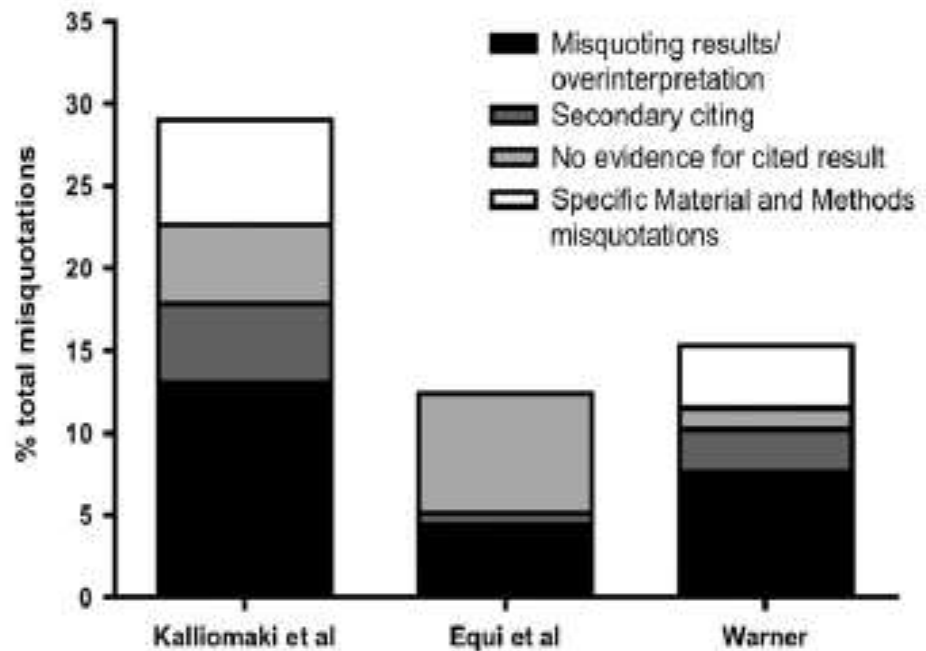 35
30
25
20
15
10
5
0
% total misquotations
Misquoting results/
overinterpretation
Secondary citing
No evidence for cited result
Specific Material and Methods
misquotations
Kalliomaki et al
Equi et al
Warner